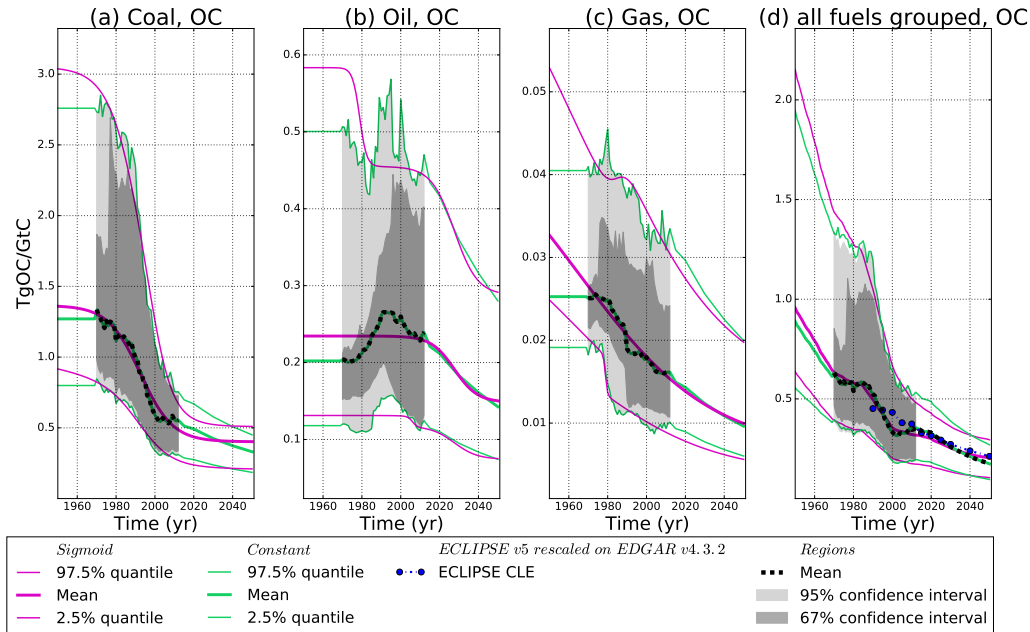 (a) Coal, OC
(b) Oil, OC
(c) Gas, OC
(d) all fuels grouped, OC
TgOC/GtC
3.0
2.5
2.0
1.5
1.0
0.5
1960 1980 2000 2020 2040
Time (yr)
0.6
0.5
0.4
0.3
0.2
0.1
1960 1980 2000 2020 2040
Time (yr)
0.05
0.04
0.03
0.02
0.01
1960 1980 2000 2020 2040
Time (yr)
2.0
1.5
1.0
0.5
1960 1980 2000 2020 2040
Time (yr)
Sigmoid
97.5% quantile
Mean
2.5% quantile
Constant
97.5% quantile
Mean
2.5% quantile
ECLIPSE v5 rescaled on EDGAR v4.3.2
ECLIPSE CLE
Regions
Mean
95% confidence interval
67% confidence interval